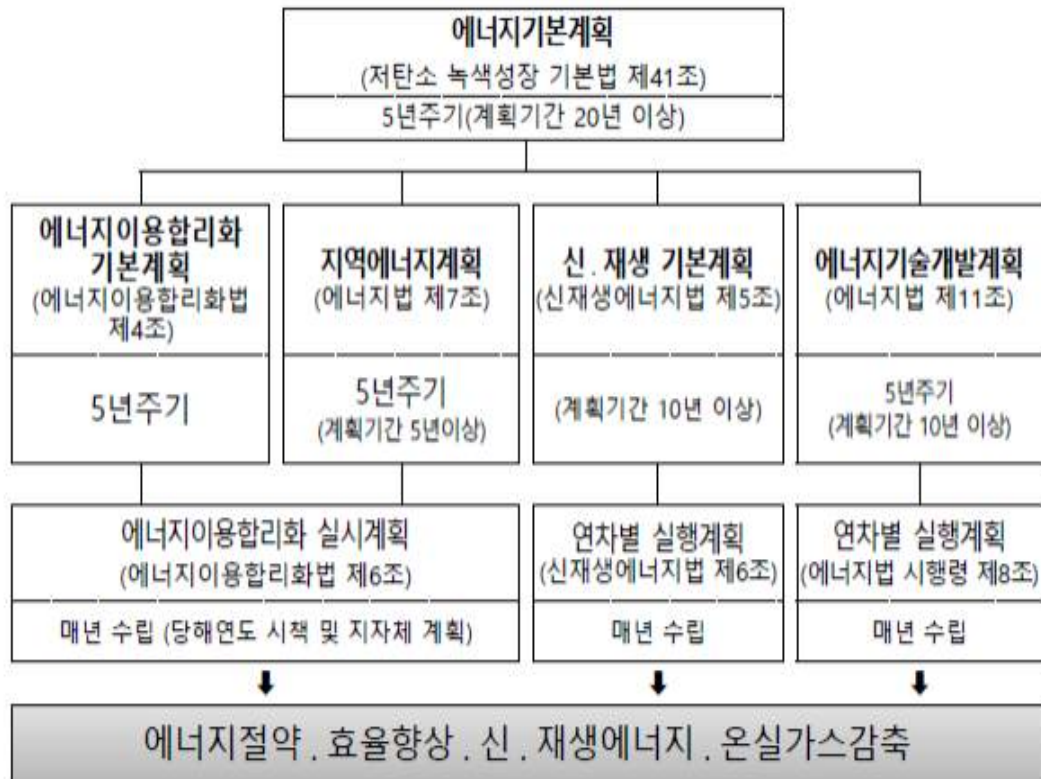 에너지기본계획
(저탄소 녹색성장 기본법 제41조)
5년주기(계획기간 20년 이상)
에너지이용합리화
기본계획
(에너지이용합리화법
제4조)
5년주기
지역에너지계획
(에너지법 제7조)
5년주기
(계획기간 5년이상)
신 . 재생 기본계획
(신재생에너지법 제5조)
(계획기간 10년 이상)
에너지기술개발계획
(에너지법 제11조)
5년주기
(계획기간 10년 이상)
에너지이용합리화 실시계획
(에너지이용합리화법 제6조)
매년 수립 (당해연도 시책 및 지자체 계획)
연차별 실행계획
(신재생에너지법 제6조)
매년 수립
연차별 실행계획
(에너지법 시행령 제8조)
매년 수립
에너지절약 . 효율향상 . 신 . 재생에너지 . 온실가스감축